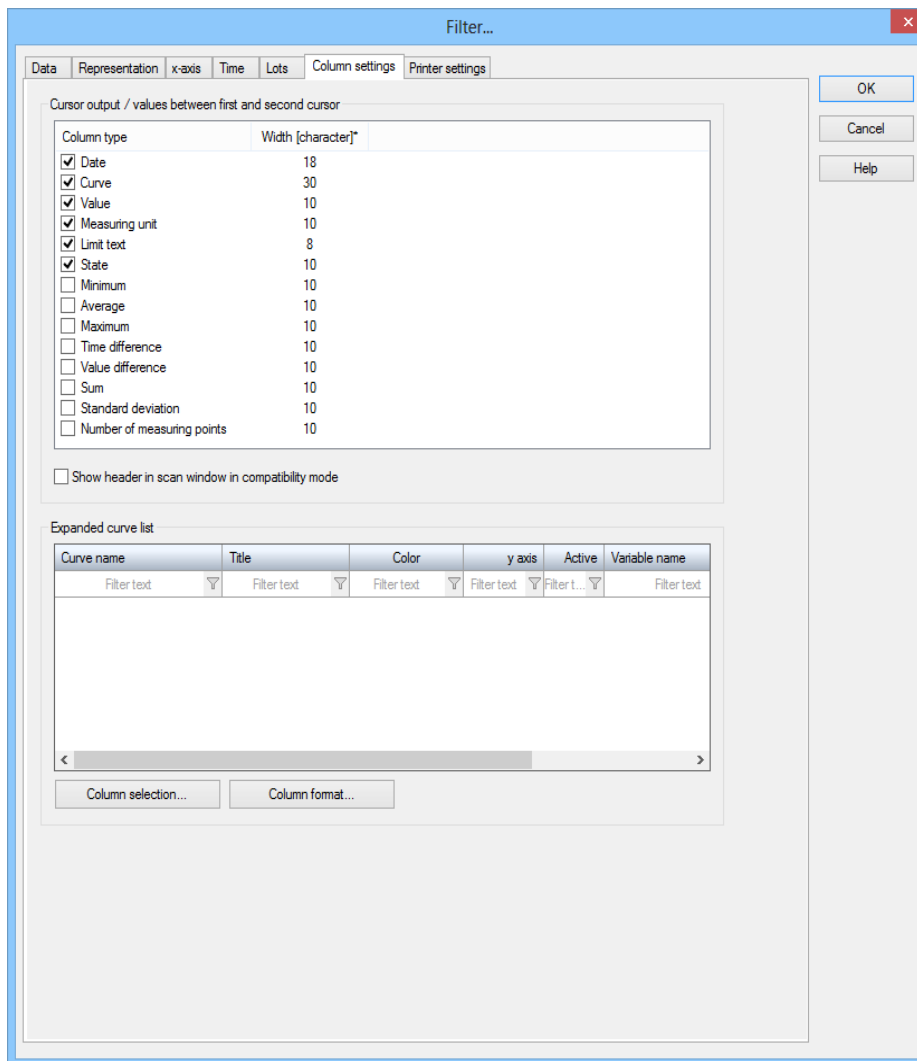 Filter...
Data Representation x-axis Time Lots Column settings Printer settings
OK
Cancel
Help
Cursor output / values between first and second cursor
Column type Width [character]*
Date 18
Curve 30
Value 10
Measuring unit 10
Limit text 8
State 10
Minimum 10
Average 10
Maximum 10
Time difference 10
Value difference 10
Sum 10
Standard deviation 10
Number of measuring points 10
Show header in scan window in compatibility mode
Expanded curve list
Curve name Title Color y axis Active Variable name
Filter text Filter text Filter text Filter text Filter t... Filter text
Column selection... Column format...